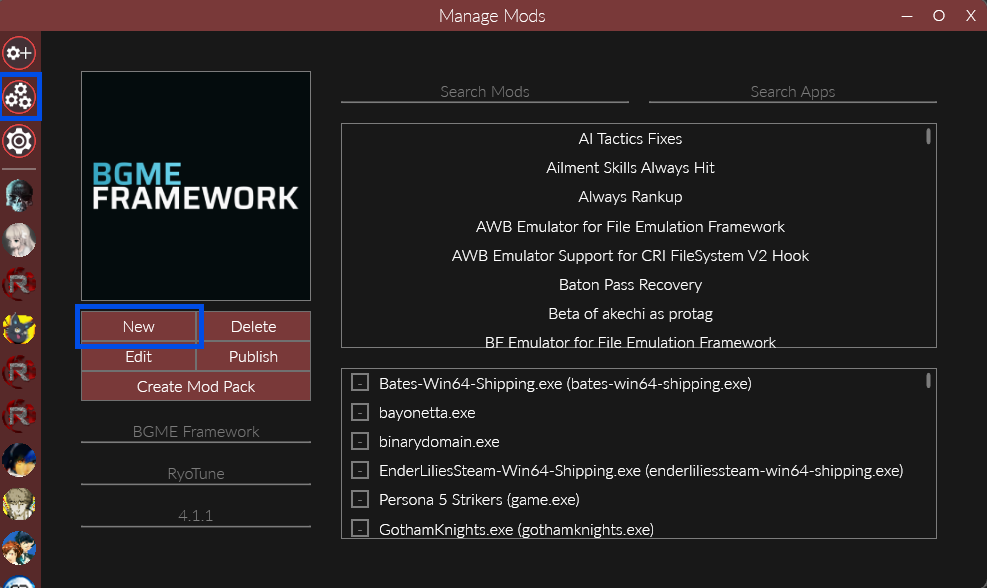 Manage Mods
BGME
FRAMEWORK
New
Delete
Edit
Publish
Create Mod Pack
BGME Framework
RyoTune
4.1.1
Search Mods
Search Apps
AI Tactics Fixes
Ailment Skills Always Hit
Always Rankup
AWB Emulator for File Emulation Framework
AWB Emulator Support for CRI FileSystem V2 Hook
Baton Pass Recovery
Beta of akechi as protag
BF Emulator for File Emulation Framework
Bates-Win64-Shipping.exe (bates-win64-shipping.exe)
bayonetta.exe
binarydomain.exe
EnderLiliesSteam-Win64-Shipping.exe (enderliliessteam-win64-shipping.exe)
Persona 5 Strikers (game.exe)
GothamKnights.exe (gothamknights.exe)